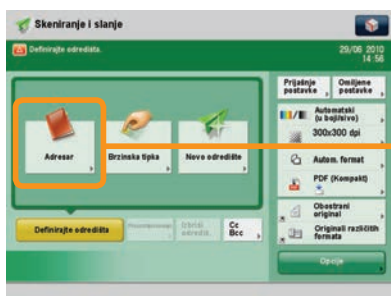 Skeniranje i slanje
Definirajte odredišta.
29/06 2010
14:56
Prijašnje
postavke
Omiljene
postavke
Automatski
(u boji/sivo)
300x300 dpi
Adresar
Brzinska tipka
Novo odredište
Autom. format
PDF (Kompakt)
Obostrani
original
Originali različitih
formata
Definirajte odredišta
Cc
Bcc
Opcije